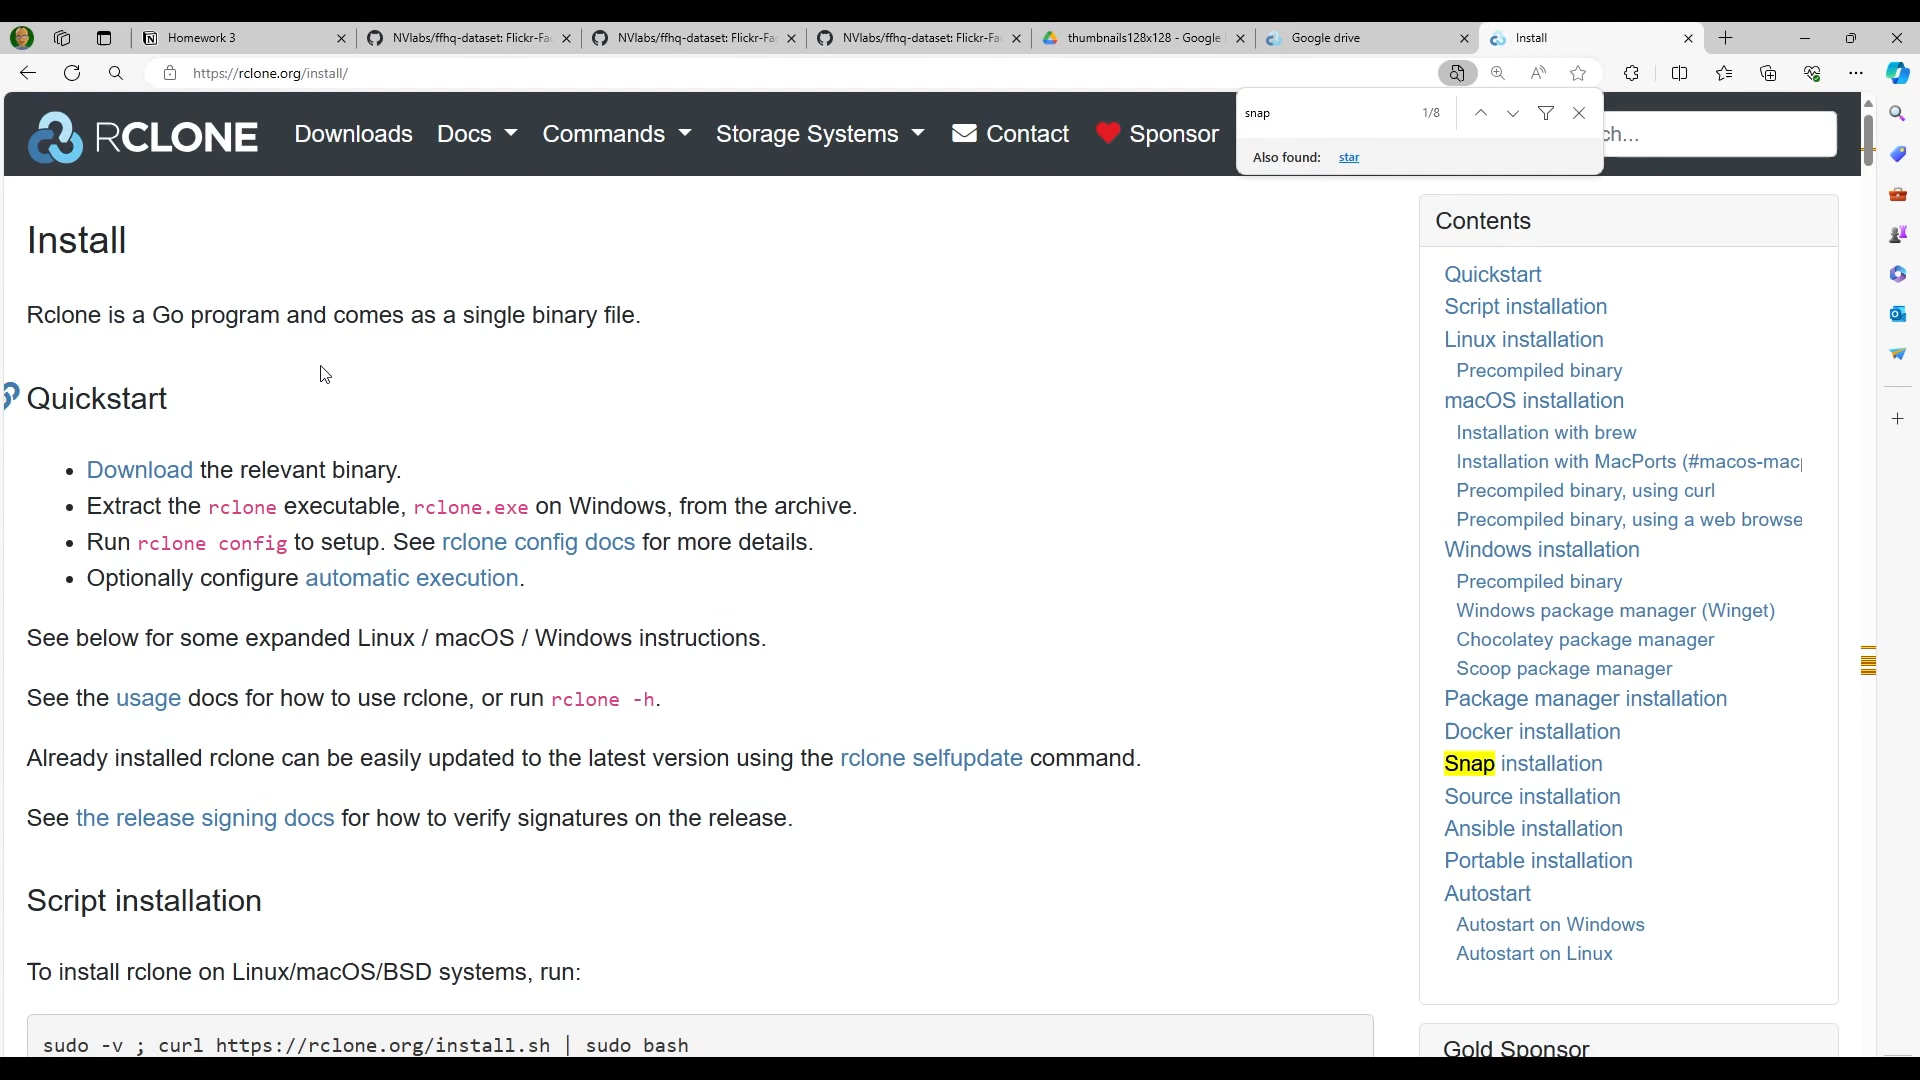 Homework 3
NVlabs/ffhq-dataset: Flickr-Fa
NVlabs/ffhq-dataset: Flickr-Fa
NVlabs/ffhq-dataset: Flickr-Fa
thumbnails128x128 - Google
Google drive
Install
https://rclone.org/install/
snap
1/8
Also found: star
RCLONE
Downloads
Docs
Commands
Storage Systems
Contact
Sponsor
ch...
Install
Rclone is a Go program and comes as a single binary file.
Quickstart
• Download the relevant binary.
• Extract the rclone executable, rclone.exe on Windows, from the archive.
• Run rclone config to setup. See rclone config docs for more details.
• Optionally configure automatic execution.
See below for some expanded Linux / macOS / Windows instructions.
See the usage docs for how to use rclone, or run rclone -h.
Already installed rclone can be easily updated to the latest version using the rclone selfupdate command.
See the release signing docs for how to verify signatures on the release.
Script installation
To install rclone on Linux/macOS/BSD systems, run:
sudo -v ; curl https://rclone.org/install.sh | sudo bash
Contents
Quickstart
Script installation
Linux installation
Precompiled binary
macOS installation
Installation with brew
Installation with MacPorts (#macos-mac
Precompiled binary, using curl
Precompiled binary, using a web browse
Windows installation
Precompiled binary
Windows package manager (Winget)
Chocolatey package manager
Scoop package manager
Package manager installation
Docker installation
Snap installation
Source installation
Ansible installation
Portable installation
Autostart
Autostart on Windows
Autostart on Linux
Gold Sponsor